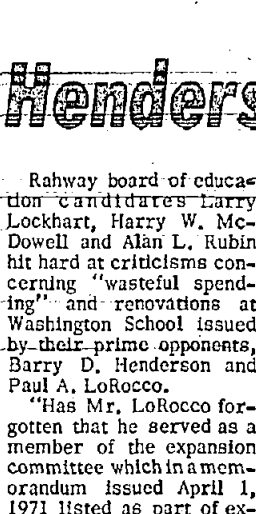 Henders
Rahway board of educa-
tion candidates Larry
Lockhart, Harry W. Mc-
Dowell and Alan L. Rubin
hit hard at criticisms con-
cerning "wasteful spend-
ing" and renovations at
Washington School issued
by their prime opponents,
Barry D. Henderson and
Paul A. LoRocco.
"Has Mr. LoRocco for-
gotten that he served as a
member of the expansion
committee which in a mem-
orandum issued April 1,
1971 listed as part of ex-